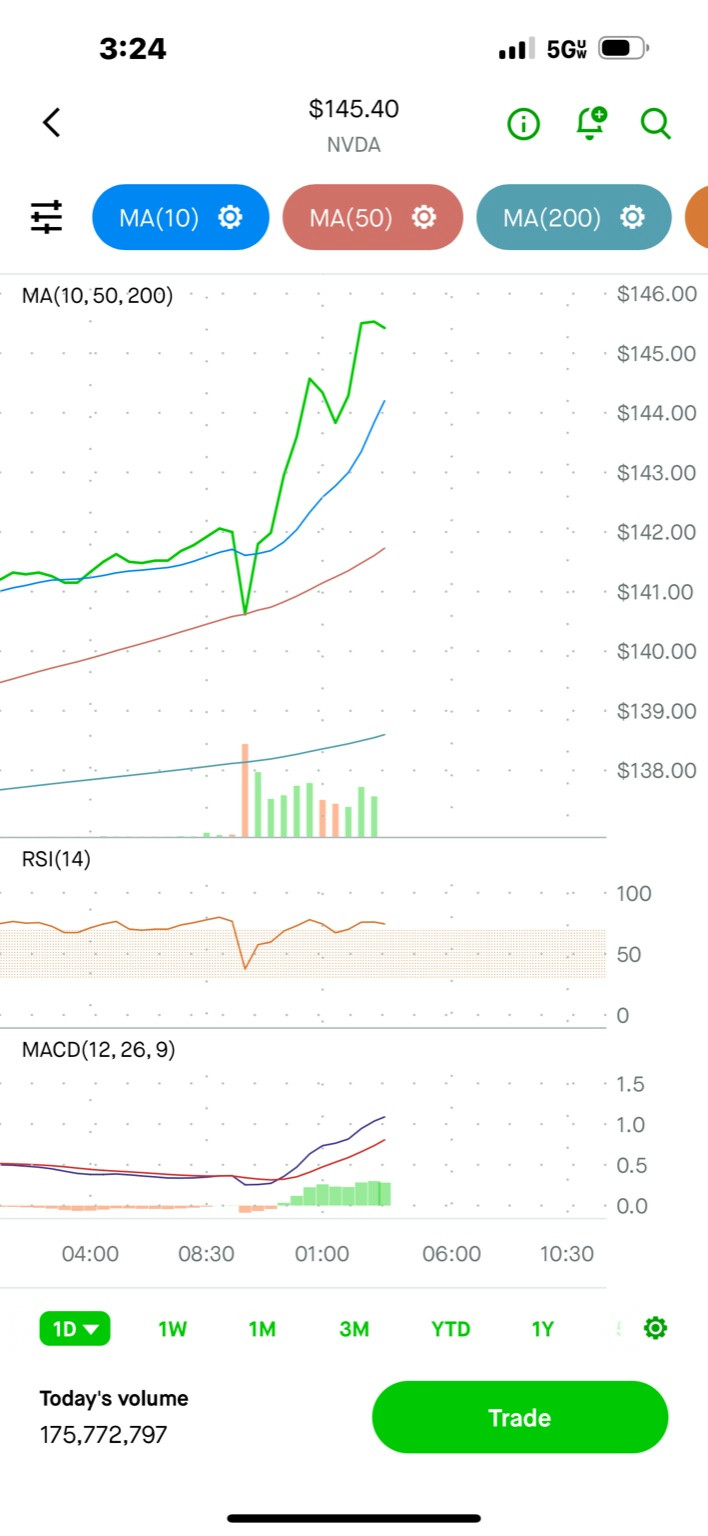 3:24
5GUW
$145.40
NVDA
MA(10)
MA(50)
MA(200)
MA(10, 50, 200)
$146.00
$145.00
$144.00
$143.00
$142.00
$141.00
$140.00
$139.00
$138.00
RSI(14)
100
50
0
MACD(12, 26, 9)
1.5
1.0
0.5
0.0
04:00 08:30 01:00 06:00 10:30
1D 1W 1M 3M YTD 1Y
Today's volume
175,772,797
Trade